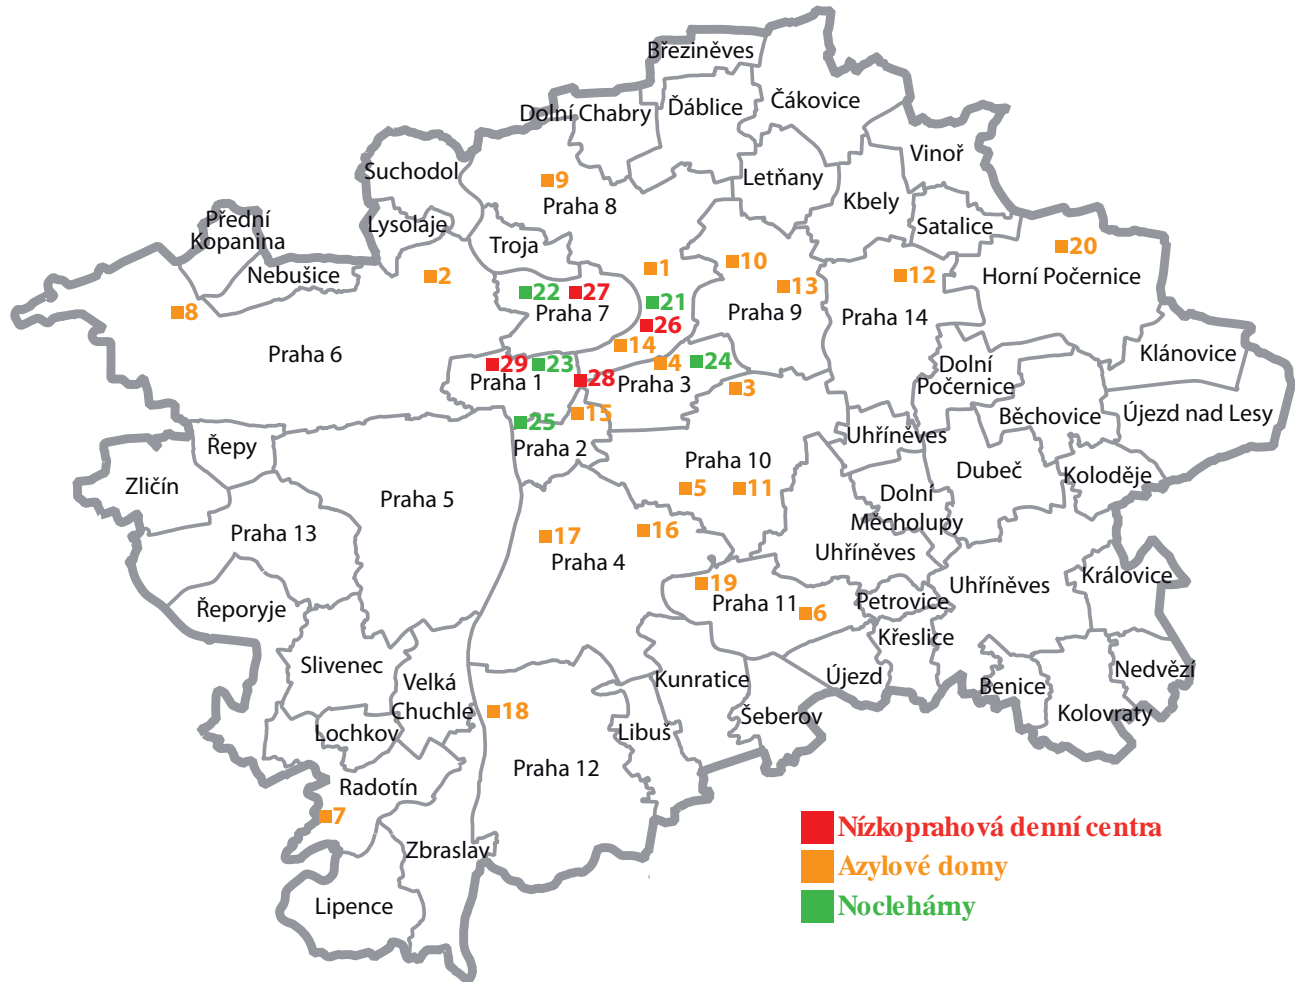 Březiněves
Dolní Chabry
Ďáblice
Čákovice
Vinoř
Suchodol
Letňany
Kbely
9
Praha 8
Přední
Kopanina
Lysolaje
Satalice
Troja
20
Nebušice
2
1
10
12
Horní Počernice
8
22
27
21
13
Praha 7
Praha 9
Praha 14
26
Praha 6
14
Klánovice
29
23
4
24
Dolní
Počernice
Praha 1
28
Praha 3
3
15
Běchovice
Újezd nad Lesy
25
Uhříněves
Řepy
Praha 2
Praha 10
Dubeč
Koloděje
Zličín
Praha 5
5
11
Dolní
Měcholupy
Praha 13
17
16
Uhříněves
Praha 4
Královice
19
Uhříněves
Řeporyje
Praha 11
6
Petrovice
Křeslice
Slivenec
Velká
Chuchle
Kunratice
Újezd
Benice
Nedvězí
18
Šeberov
Kolovraty
Lochkov
Libuš
Praha 12
Radotín
7
Zbraslav
Lipence
Nízkoprahová denní centra
Azylové domy
Noclehárny